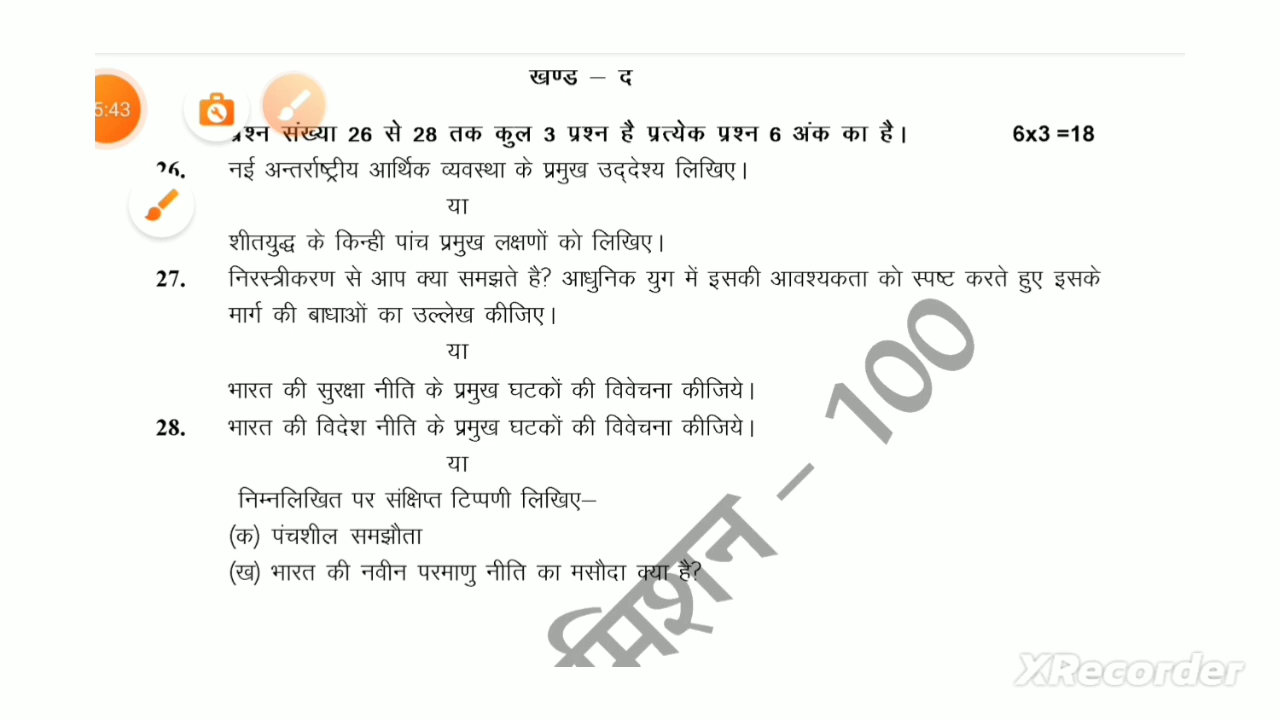 खण्ड – द
5:43
प्रश्न संख्या 26 से 28 तक कुल 3 प्रश्न है प्रत्येक प्रश्न 6 अंक का है। 6x3 =18
26. नई अन्तर्राष्ट्रीय आर्थिक व्यवस्था के प्रमुख उद्देश्य लिखिए।
या
शीतयुद्ध के किन्ही पांच प्रमुख लक्षणों को लिखिए।
27. निरस्त्रीकरण से आप क्या समझते है? आधुनिक युग में इसकी आवश्यकता को स्पष्ट करते हुए इसके
मार्ग की बाधाओं का उल्लेख कीजिए।
या
भारत की सुरक्षा नीति के प्रमुख घटकों की विवेचना कीजिये।
28. भारत की विदेश नीति के प्रमुख घटकों की विवेचना कीजिये।
या
निम्नलिखित पर संक्षिप्त टिप्पणी लिखिए–
(क) पंचशील समझौता
(ख) भारत की नवीन परमाणु नीति का मसौदा क्या है?
मिशन – 100
XRecorder